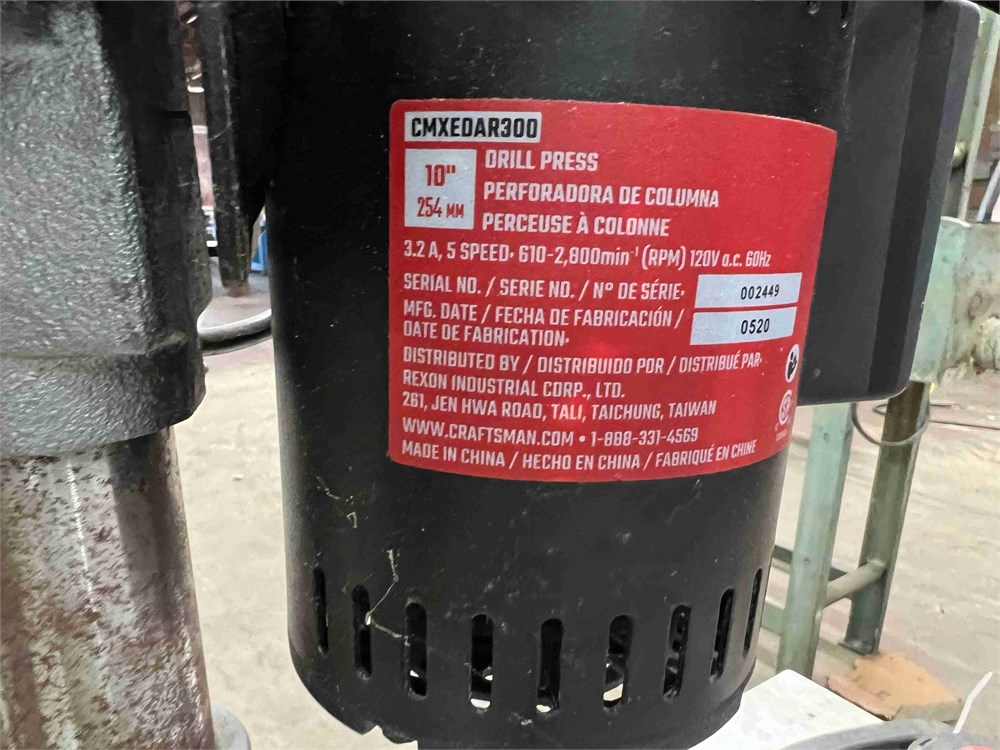 CMXEDAR300
10"
254 MM
DRILL PRESS
PERFORADORA DE COLUMNA
PERCEUSE À COLONNE
3.2 A, 5 SPEED• 610-2,800min⁻¹ (RPM) 120V a.c. 60Hz
SERIAL NO. / SERIE NO. / Nº DE SÉRIE• 002449
MFG. DATE / FECHA DE FABRICACIÓN /
DATE DE FABRICATION• 0520
DISTRIBUTED BY / DISTRIBUIDO POR / DISTRIBUÉ PAR•
REXON INDUSTRIAL CORP., LTD.
261, JEN HWA ROAD, TALI, TAICHUNG, TAIWAN
WWW.CRAFTSMAN.COM • 1-888-331-4569
MADE IN CHINA / HECHO EN CHINA / FABRIQUÉ EN CHINE